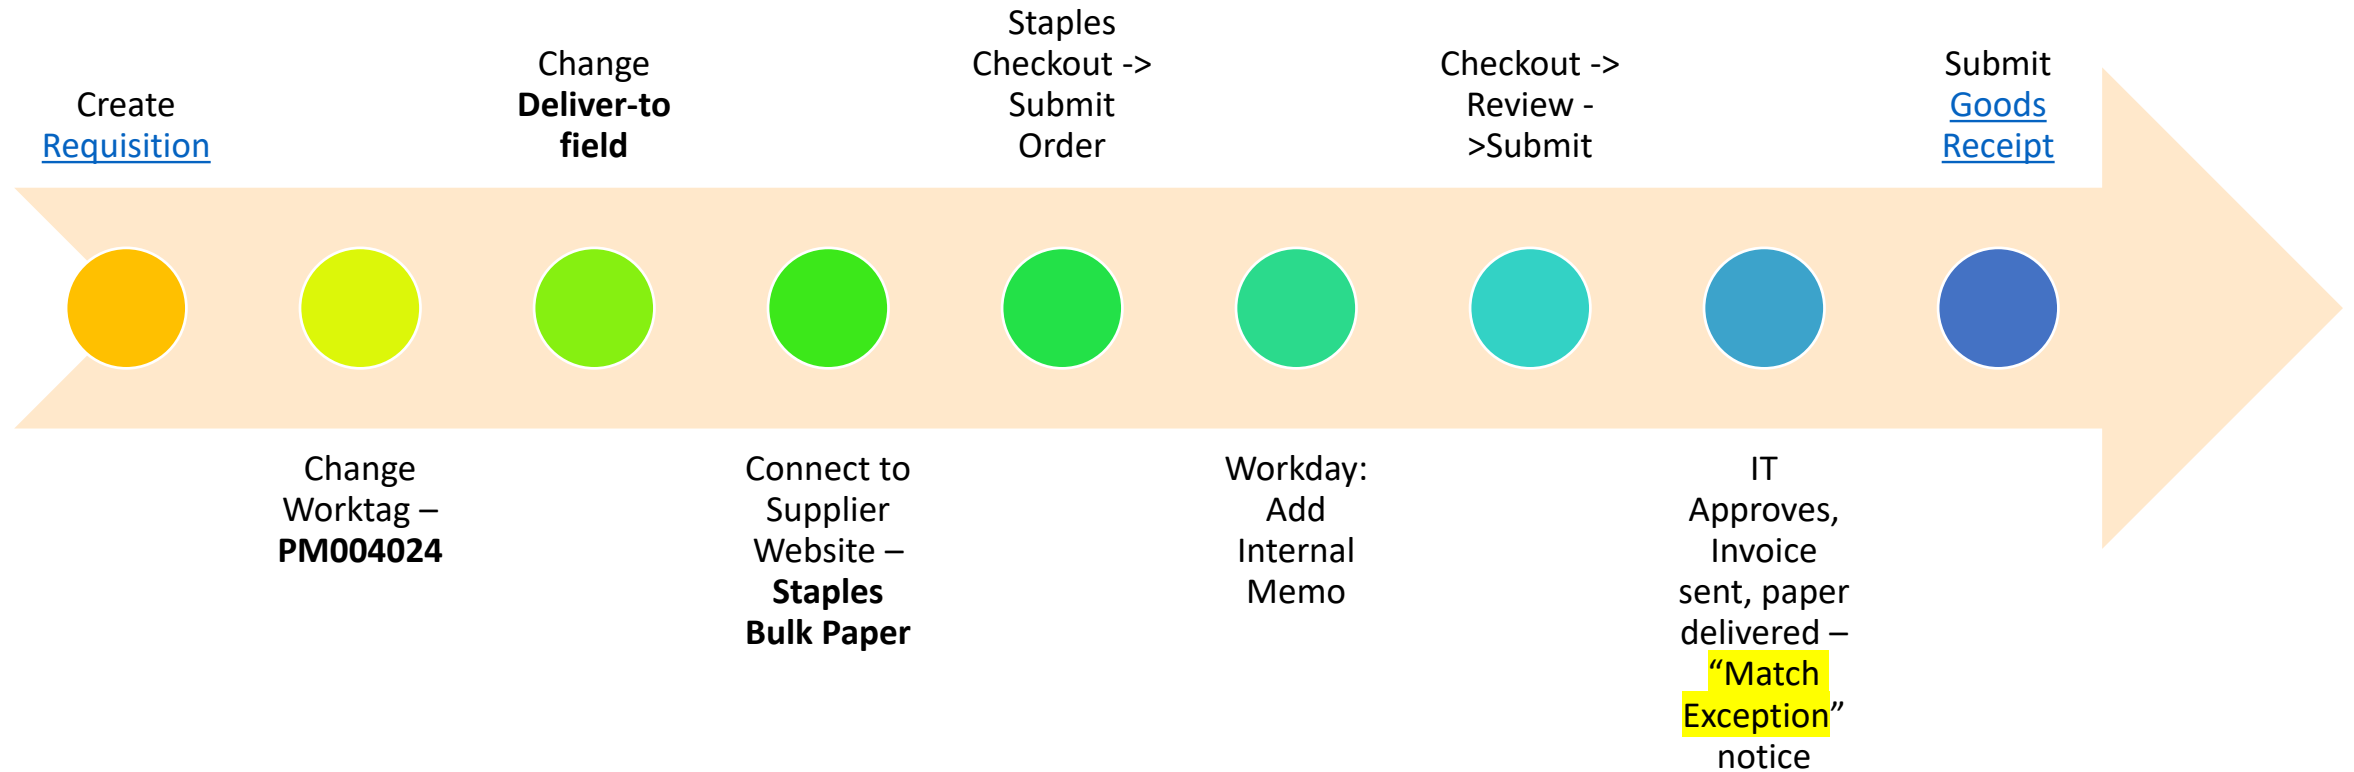 Create
Requisition
Change
Worktag –
PM004024
Change
Deliver-to
field
Connect to
Supplier
Website –
Staples
Bulk Paper
Staples
Checkout ->
Submit
Order
Workday:
Add
Internal
Memo
Checkout ->
Review -
>Submit
IT
Approves,
Invoice
sent, paper
delivered –
“Match
Exception”
notice
Submit
Goods
Receipt